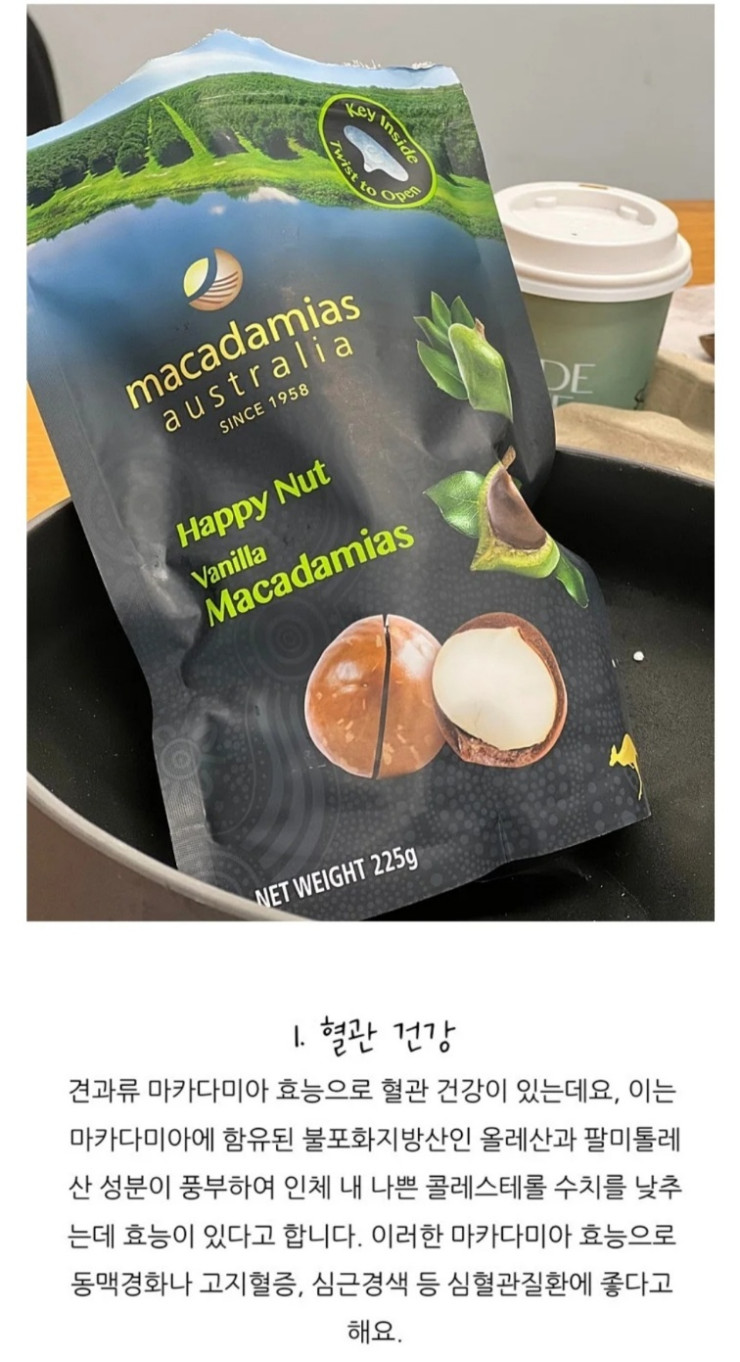 Key Inside
Twist to Open
macadamias
australia
SINCE 1958
DE
Happy Nut
Vanilla
Macadamias
NET WEIGHT 225g
1. 혈관 건강
견과류 마카다미아 효능으로 혈관 건강이 있는데요, 이는
마카다미아에 함유된 불포화지방산인 올레산과 팔미톨레
산 성분이 풍부하여 인체 내 나쁜 콜레스테롤 수치를 낮추
는데 효능이 있다고 합니다. 이러한 마카다미아 효능으로
동맥경화나 고지혈증, 심근경색 등 심혈관질환에 좋다고
해요.